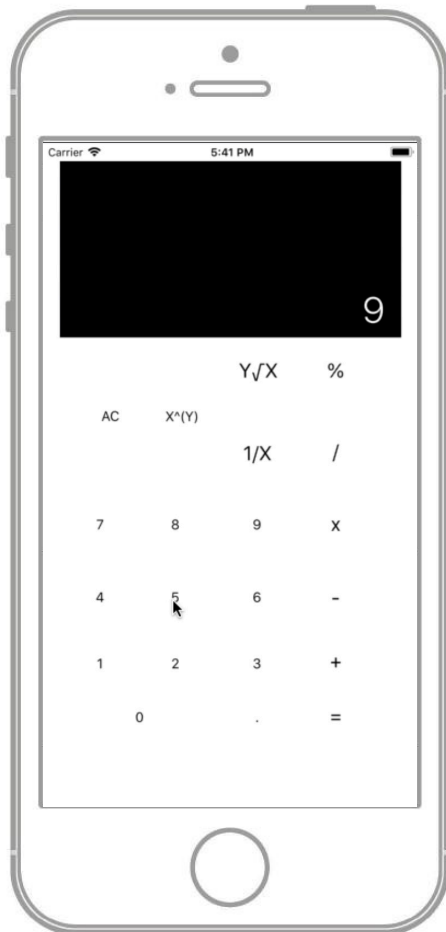 Carrier 5:41 PM
9
Y√X %
AC X^(Y)
1/X /
7 8 9 x
4 5 6 -
1 2 3 +
0 . =